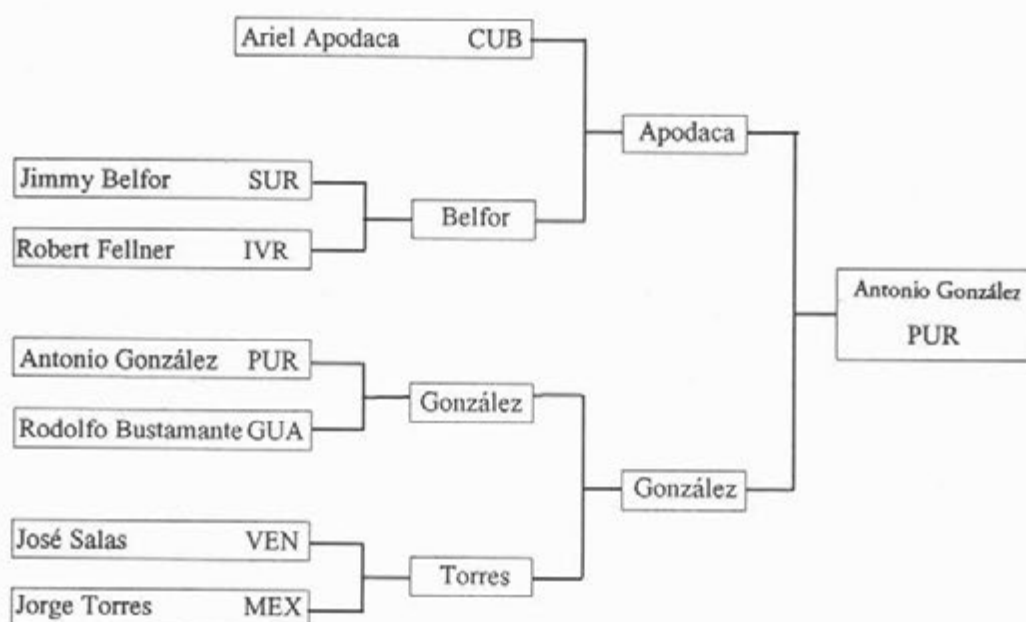 Ariel Apodaca CUB
Apodaca
Jimmy Belfor SUR
Belfor
Robert Fellner IVR
Antonio González
PUR
Antonio González PUR
González
Rodolfo Bustamante GUA
González
José Salas VEN
Torres
Jorge Torres MEX